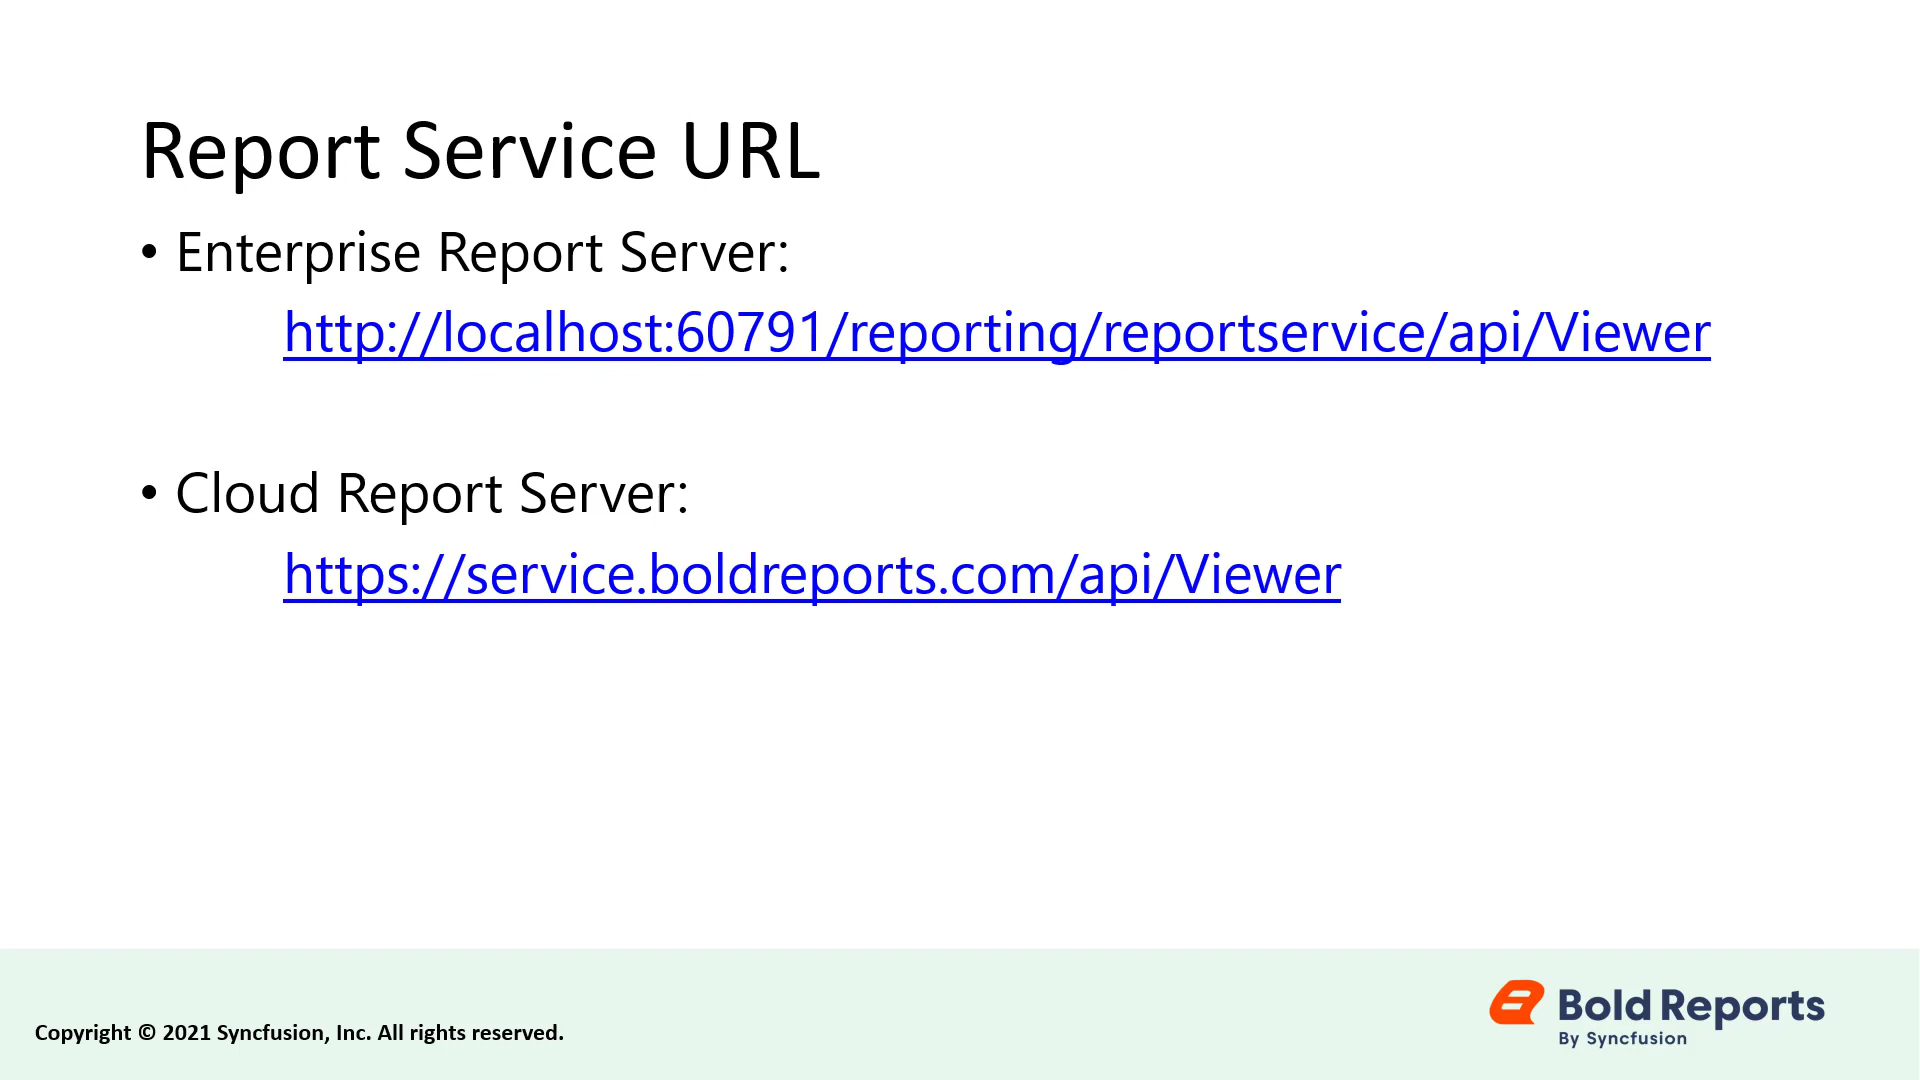 Report Service URL
• Enterprise Report Server:
http://localhost:60791/reporting/reportservice/api/Viewer
• Cloud Report Server:
https://service.boldreports.com/api/Viewer
Copyright © 2021 Syncfusion, Inc. All rights reserved.
Bold Reports
By Syncfusion